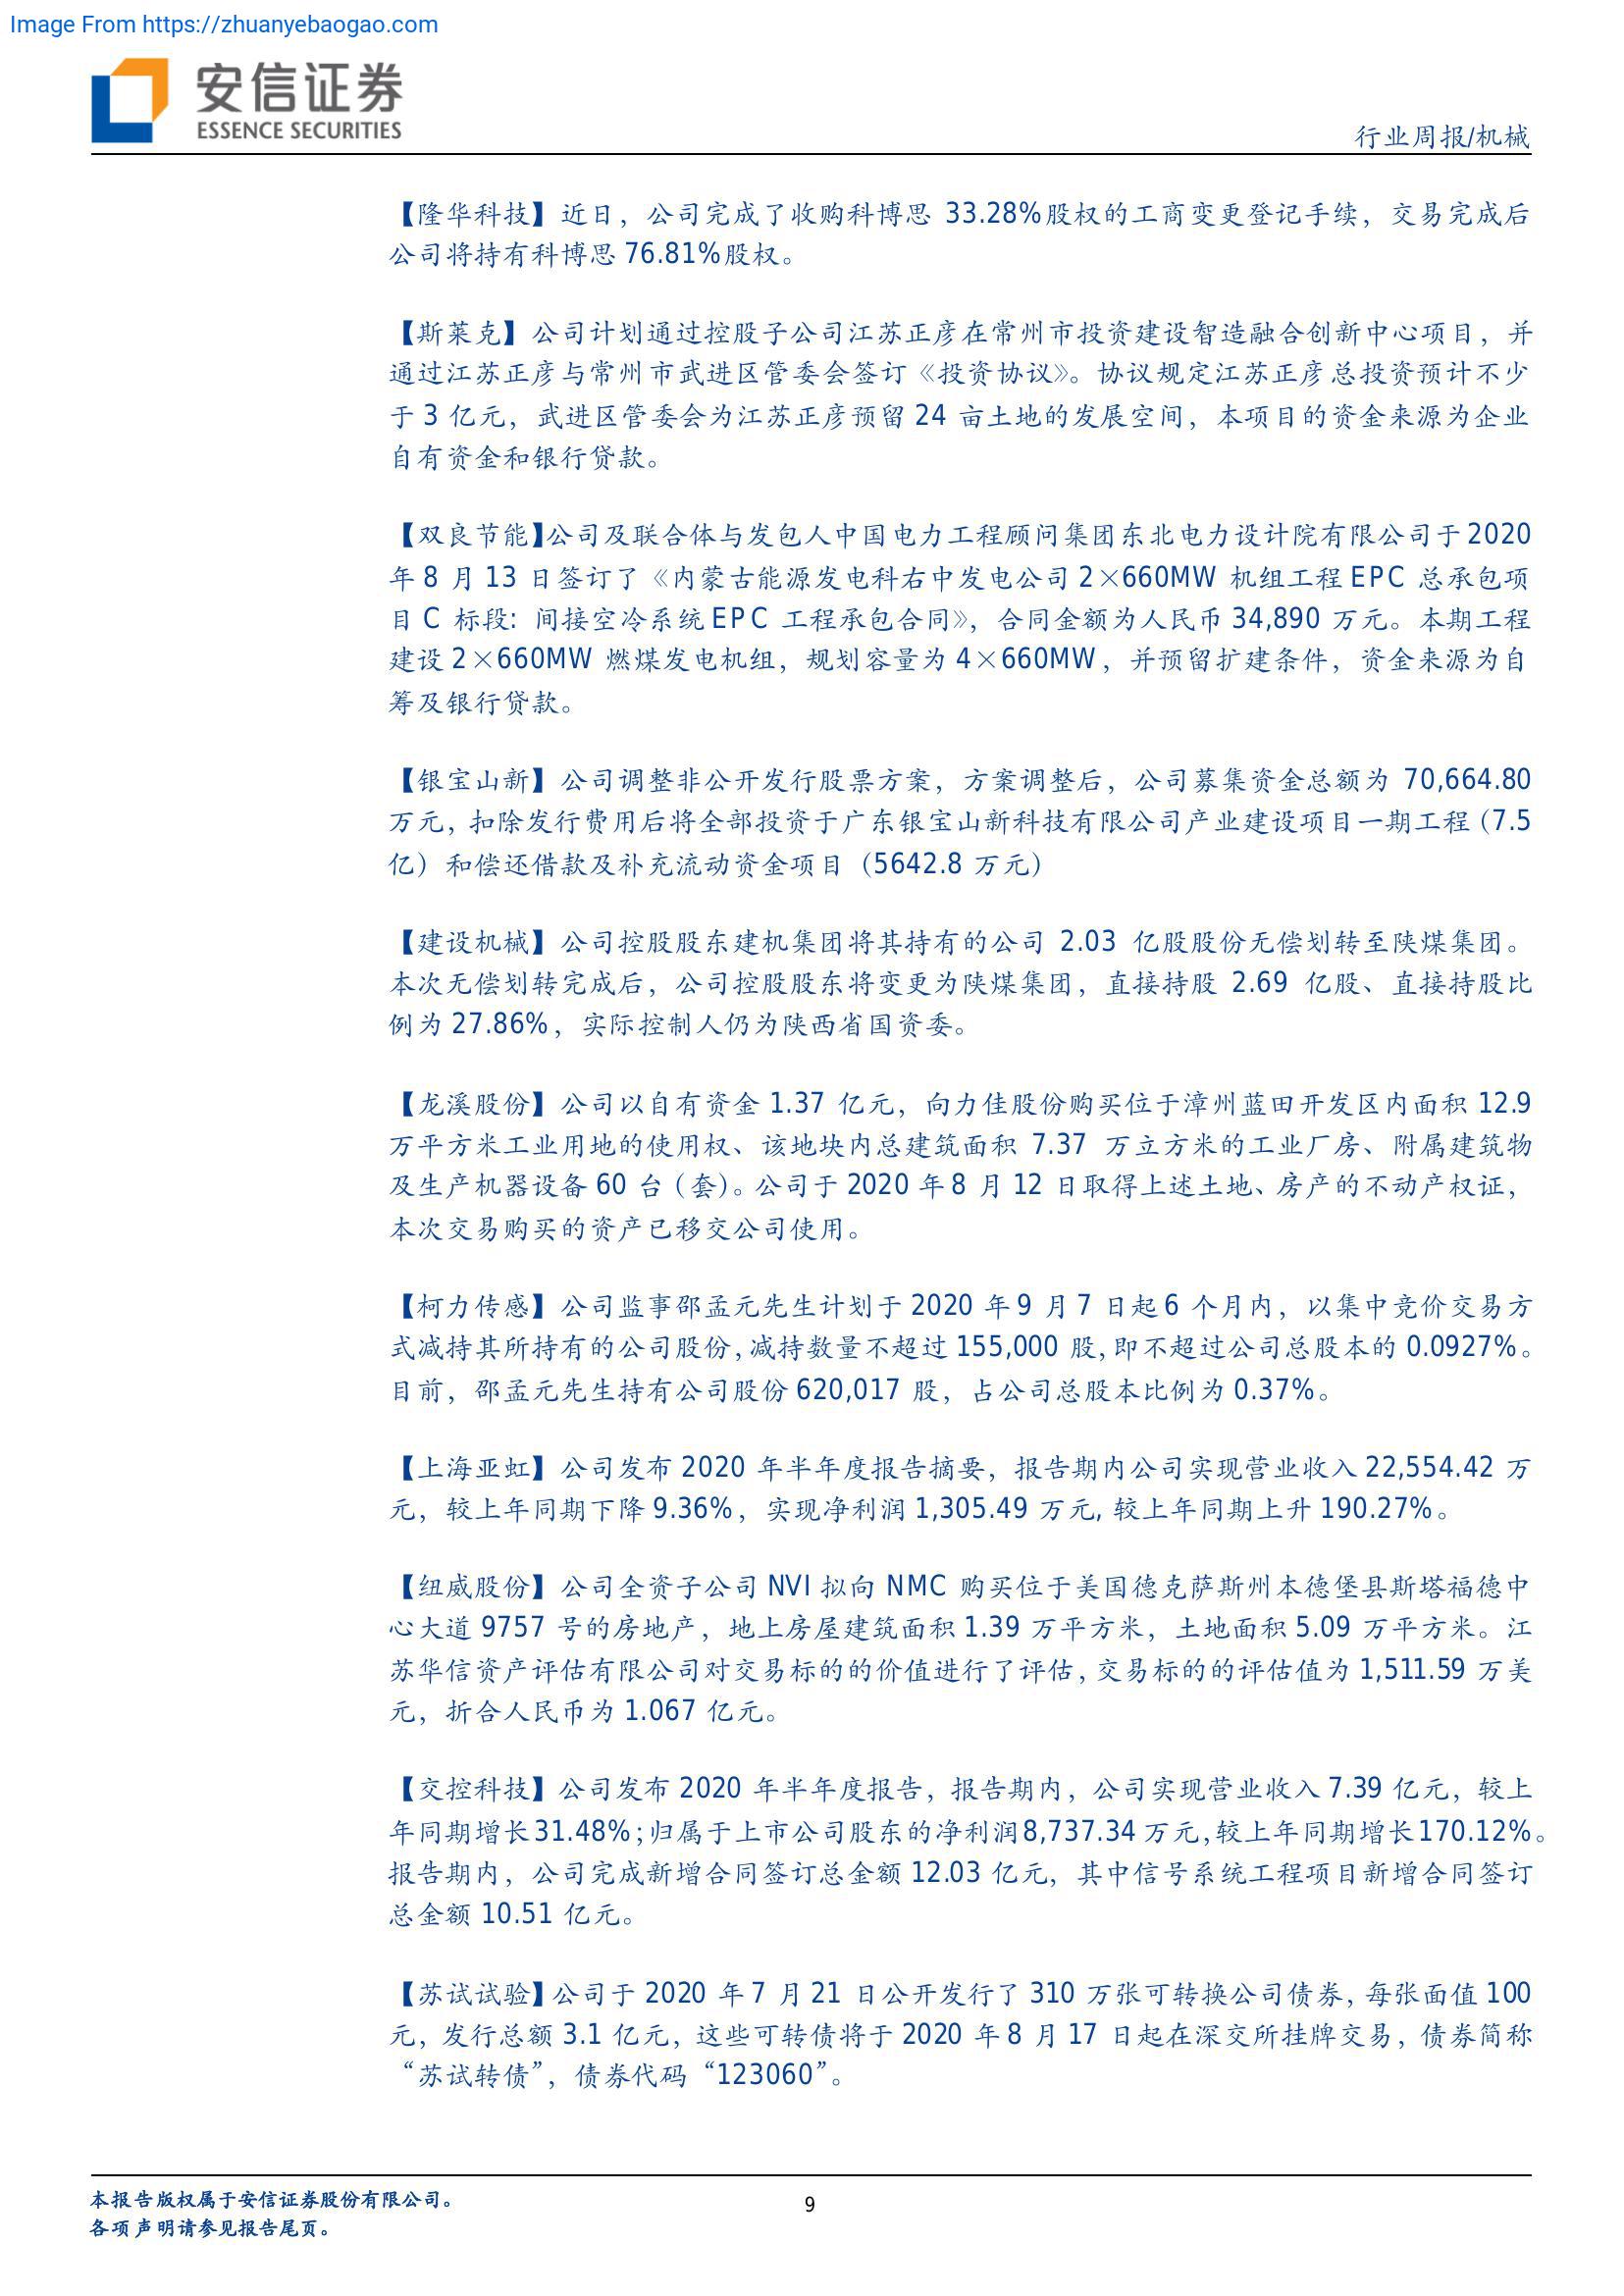 Image From https://zhuanyebaogao.com
安信证券
ESSENCE SECURITIES
行业周报/机械
【隆华科技】近日，公司完成了收购科博思 33.28%股权的工商变更登记手续，交易完成后
公司将持有科博思 76.81%股权。
【斯莱克】公司计划通过控股子公司江苏正彦在常州市投资建设智造融合创新中心项目，并
通过江苏正彦与常州市武进区管委会签订《投资协议》。协议规定江苏正彦总投资预计不少
于 3 亿元，武进区管委会为江苏正彦预留 24 亩土地的发展空间，本项目的资金来源为企业
自有资金和银行贷款。
【双良节能】公司及联合体与发包人中国电力工程顾问集团东北电力设计院有限公司于 2020
年 8 月 13 日签订了《内蒙古能源发电科右中发电公司 2×660MW 机组工程 EPC 总承包项
目 C 标段: 间接空冷系统 EPC 工程承包合同》，合同金额为人民币 34,890 万元。本期工程
建设 2×660MW 燃煤发电机组，规划容量为 4×660MW，并预留扩建条件，资金来源为自
筹及银行贷款。
【银宝山新】公司调整非公开发行股票方案，方案调整后，公司募集资金总额为 70,664.80
万元，扣除发行费用后将全部投资于广东银宝山新科技有限公司产业建设项目一期工程（7.5
亿）和偿还借款及补充流动资金项目（5642.8 万元）
【建设机械】公司控股股东建机集团将其持有的公司 2.03 亿股股份无偿划转至陕煤集团。
本次无偿划转完成后，公司控股股东将变更为陕煤集团，直接持股 2.69 亿股、直接持股比
例为 27.86%，实际控制人仍为陕西省国资委。
【龙溪股份】公司以自有资金 1.37 亿元，向力佳股份购买位于漳州蓝田开发区内面积 12.9
万平方米工业用地的使用权、该地块内总建筑面积 7.37 万立方米的工业厂房、附属建筑物
及生产机器设备 60 台（套）。公司于 2020 年 8 月 12 日取得上述土地、房产的不动产权证，
本次交易购买的资产已移交公司使用。
【柯力传感】公司监事邵孟元先生计划于 2020 年 9 月 7 日起 6 个月内，以集中竞价交易方
式减持其所持有的公司股份，减持数量不超过 155,000 股，即不超过公司总股本的 0.0927%。
目前，邵孟元先生持有公司股份 620,017 股，占公司总股本比例为 0.37%。
【上海亚虹】公司发布 2020 年半年度报告摘要，报告期内公司实现营业收入 22,554.42 万
元，较上年同期下降 9.36%，实现净利润 1,305.49 万元, 较上年同期上升 190.27%。
【纽威股份】公司全资子公司 NVI 拟向 NMC 购买位于美国德克萨斯州本德堡县斯塔福德中
心大道 9757 号的房地产，地上房屋建筑面积 1.39 万平方米，土地面积 5.09 万平方米。江
苏华信资产评估有限公司对交易标的的价值进行了评估，交易标的的评估值为 1,511.59 万美
元，折合人民币为 1.067 亿元。
【交控科技】公司发布 2020 年半年度报告，报告期内，公司实现营业收入 7.39 亿元，较上
年同期增长 31.48%；归属于上市公司股东的净利润 8,737.34 万元，较上年同期增长 170.12%。
报告期内，公司完成新增合同签订总金额 12.03 亿元，其中信号系统工程项目新增合同签订
总金额 10.51 亿元。
【苏试试验】公司于 2020 年 7 月 21 日公开发行了 310 万张可转换公司债券，每张面值 100
元，发行总额 3.1 亿元，这些可转债将于 2020 年 8 月 17 日起在深交所挂牌交易，债券简称
“苏试转债”，债券代码“123060”。
本报告版权属于安信证券股份有限公司。
各项声明请参见报告尾页。
9